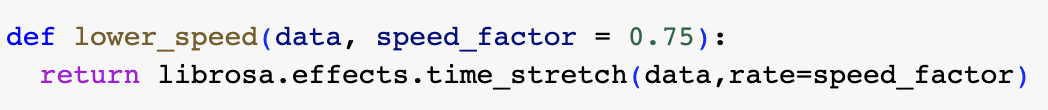 def lower_speed(data, speed_factor = 0.75):
  return librosa.effects.time_stretch(data,rate=speed_factor)